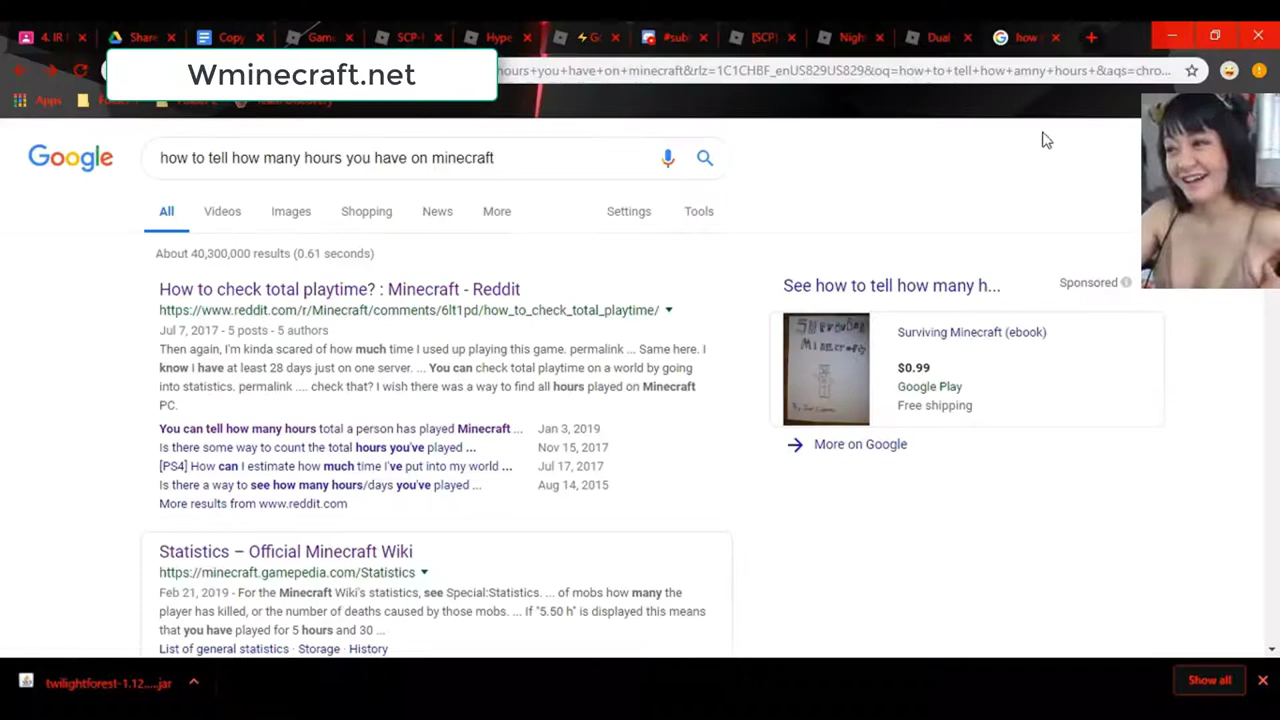 4. IR
Share
Copy
Game
SCP-
Hype
#sub
[SCP]
Nigh
Dual
how
Wminecraft.net
hours+you+have+on+minecraft&rlz=1C1CHBF_enUS829US829&oq=how+to+tell+how+amny+hours+&aqs=chro...
Apps
Google
how to tell how many hours you have on minecraft
All Videos Images Shopping News More Settings Tools
About 40,300,000 results (0.61 seconds)
How to check total playtime? : Minecraft - Reddit
https://www.reddit.com/r/Minecraft/comments/6lt1pd/how_to_check_total_playtime/
Jul 7, 2017 - 5 posts - 5 authors
Then again, I'm kinda scared of how much time I used up playing this game. permalink ... Same here. I
know I have at least 28 days just on one server. ... You can check total playtime on a world by going
into statistics. permalink .... check that? I wish there was a way to find all hours played on Minecraft
PC.
You can tell how many hours total a person has played Minecraft ... Jan 3, 2019
Is there some way to count the total hours you've played ... Nov 15, 2017
[PS4] How can I estimate how much time I've put into my world ... Jul 17, 2017
Is there a way to see how many hours/days you've played ... Aug 14, 2015
More results from www.reddit.com
Statistics – Official Minecraft Wiki
https://minecraft.gamepedia.com/Statistics
Feb 21, 2019 - For the Minecraft Wiki's statistics, see Special:Statistics. ... of mobs how many the
player has killed, or the number of deaths caused by those mobs. ... If "5.50 h" is displayed this means
that you have played for 5 hours and 30 ...
List of general statistics · Storage · History
See how to tell how many h...
Sponsored
Surviving Minecraft (ebook)
$0.99
Google Play
Free shipping
More on Google
twilightforest-1.12.....jar
Show all